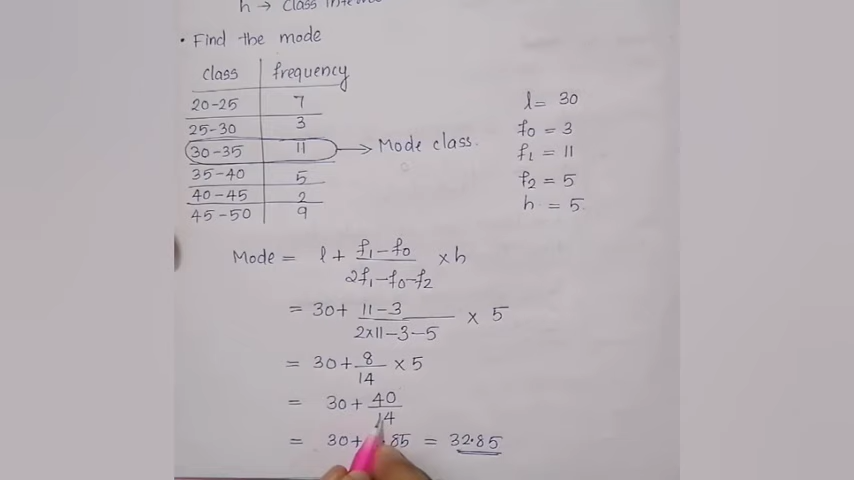 h → Class
• Find the mode
class frequency
20-25 7
25-30 3
30-35 11 → Mode class.
35-40 5
40-45 2
45-50 9
l = 30
f₀ = 3
f₁ = 11
f₂ = 5
h = 5.
Mode = l + (f₁-f₀)/(2f₁-f₀-f₂) × h
= 30 + (11-3)/(2×11-3-5) × 5
= 30 + 8/14 × 5
= 30 + 40/14
= 30 + .85 = 32.85